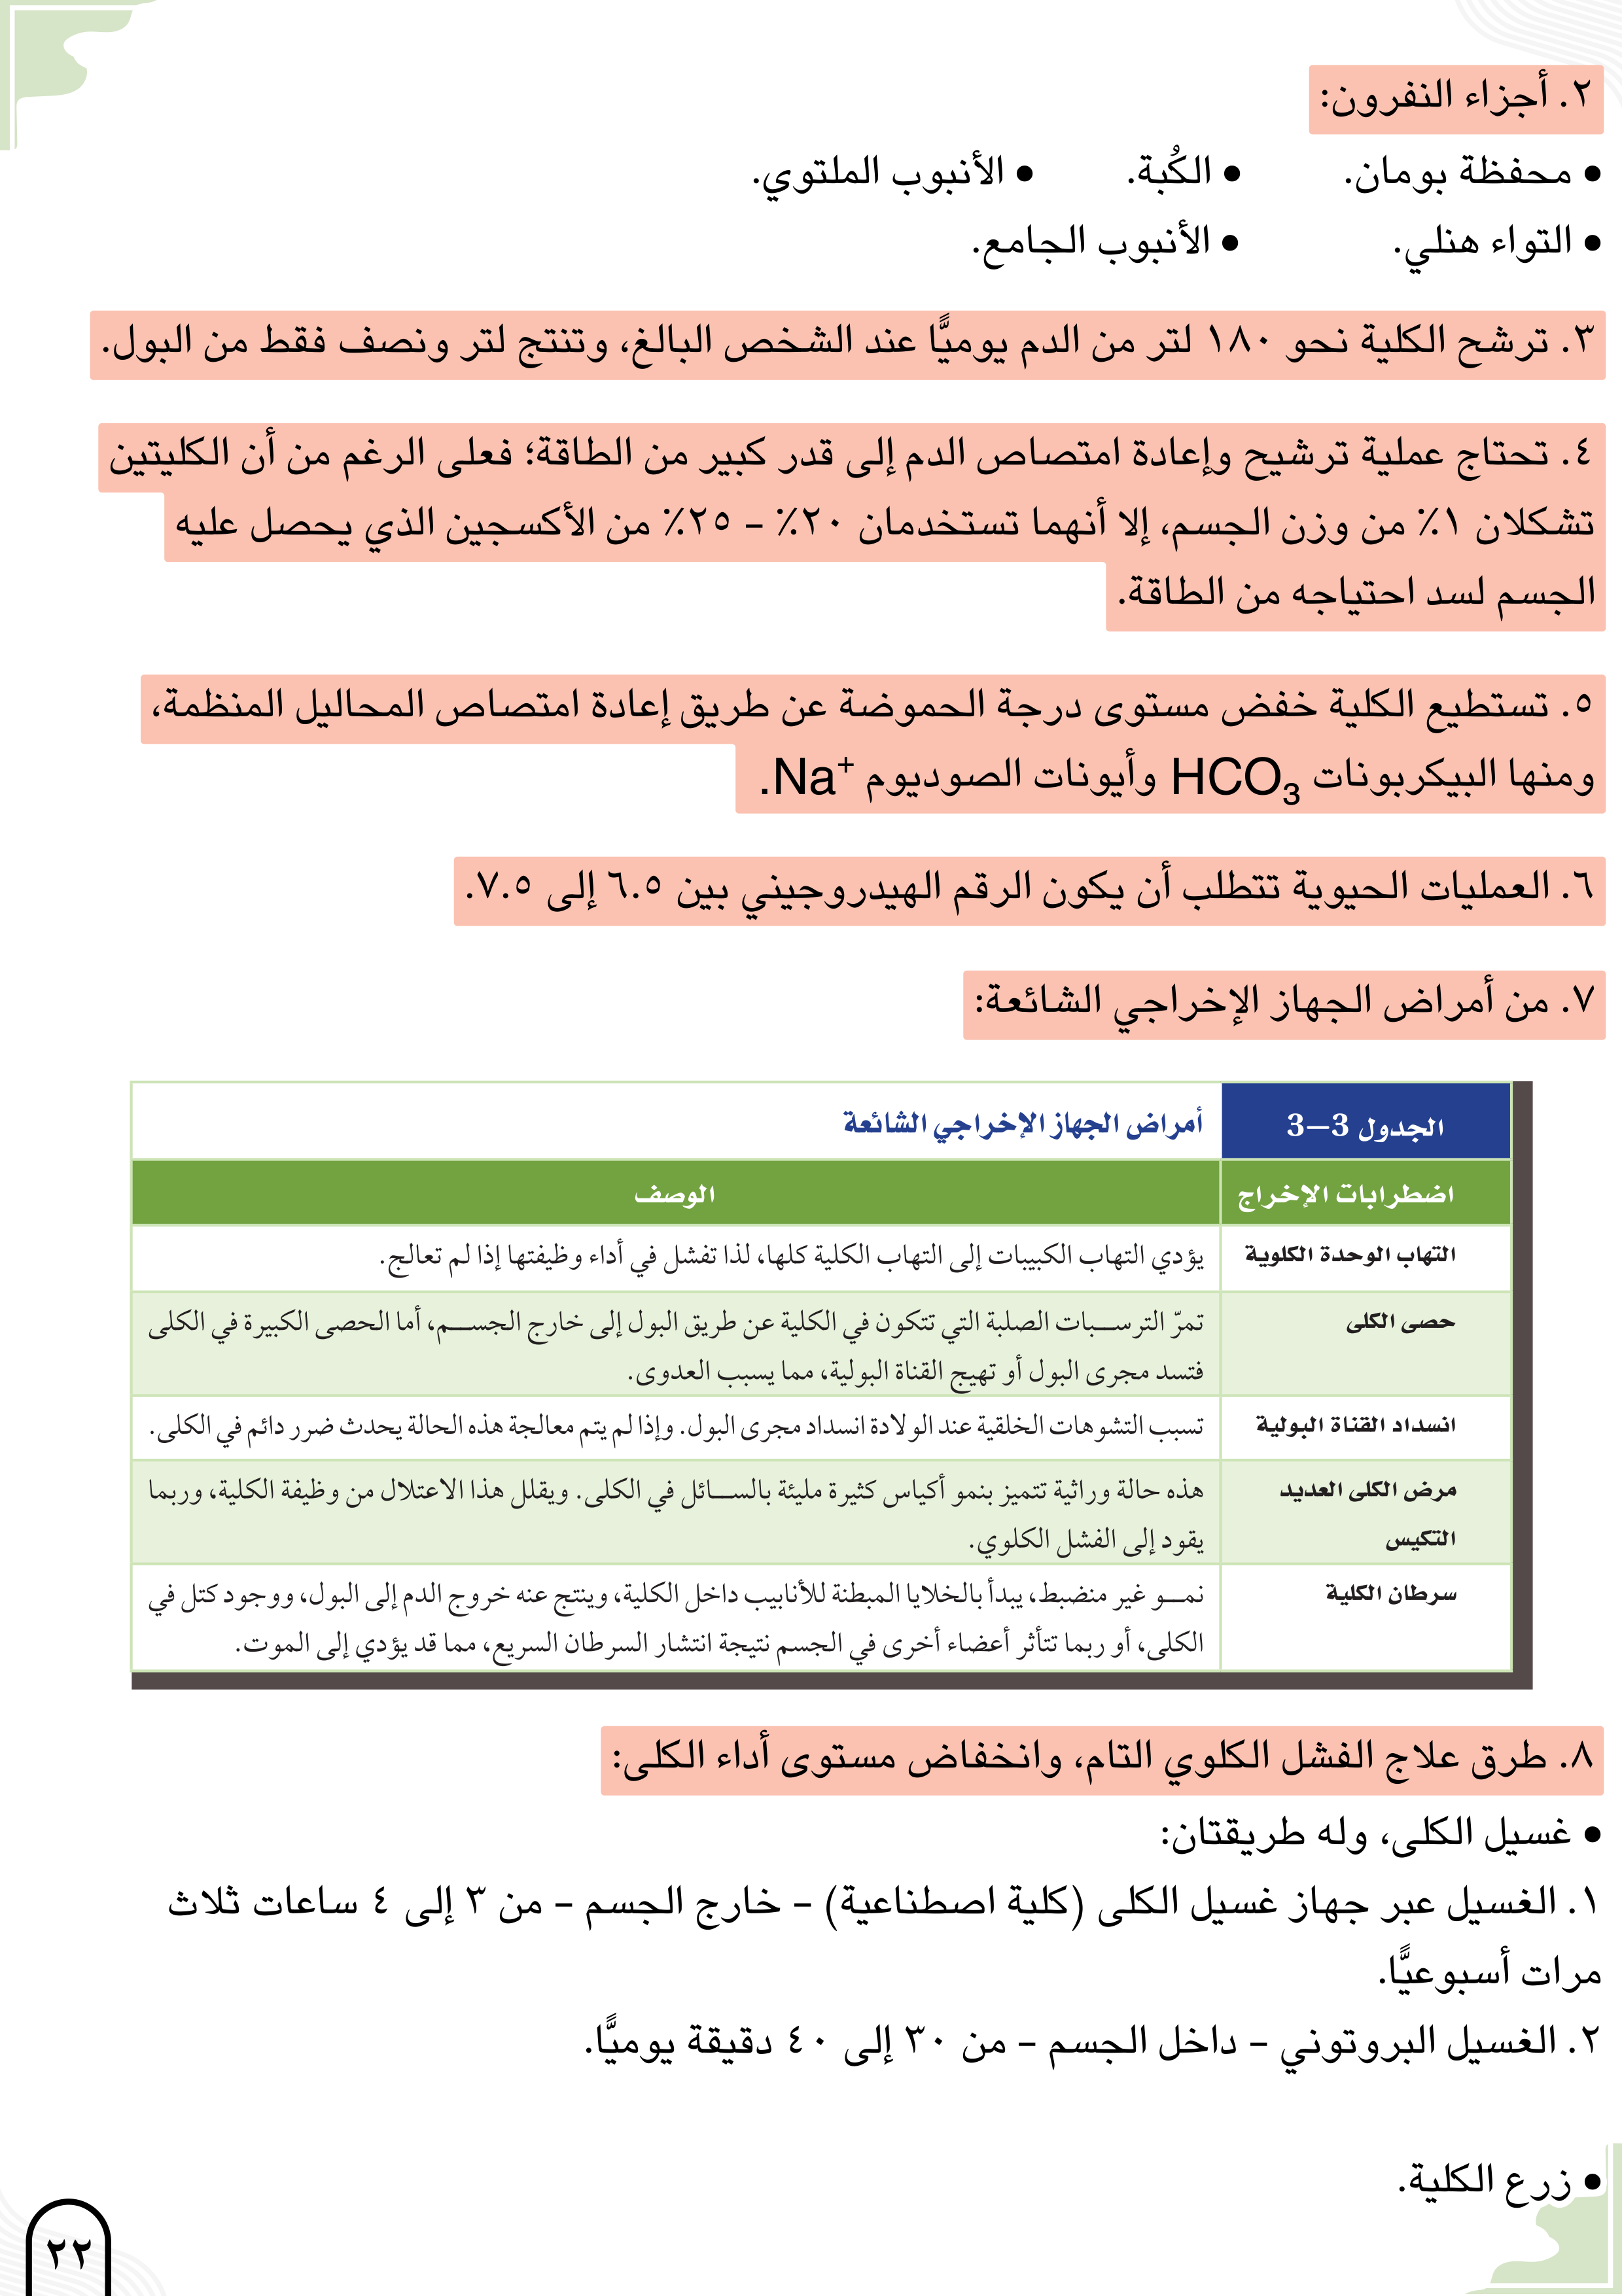 ٢. أجزاء النفرون:
• محفظة بومان. • الكُبة. • الأنبوب الملتوي.
• التواء هنلي. • الأنبوب الجامع.
٣. ترشح الكلية نحو ١٨٠ لتر من الدم يوميًّا عند الشخص البالغ، وتنتج لتر ونصف فقط من البول.
٤. تحتاج عملية ترشيح وإعادة امتصاص الدم إلى قدر كبير من الطاقة؛ فعلى الرغم من أن الكليتين
تشكلان ١٪ من وزن الجسم، إلا أنهما تستخدمان ٢٠٪ – ٢٥٪ من الأكسجين الذي يحصل عليه
الجسم لسد احتياجه من الطاقة.
٥. تستطيع الكلية خفض مستوى درجة الحموضة عن طريق إعادة امتصاص المحاليل المنظمة،
ومنها البيكربونات HCO₃ وأيونات الصوديوم Na⁺.
٦. العمليات الحيوية تتطلب أن يكون الرقم الهيدروجيني بين ٦.٥ إلى ٧.٥.
٧. من أمراض الجهاز الإخراجي الشائعة:
الجدول 3–3 أمراض الجهاز الإخراجي الشائعة
اضطرابات الإخراج الوصف
التهاب الوحدة الكلوية يؤدي التهاب الكبيبات إلى التهاب الكلية كلها، لذا تفشل في أداء وظيفتها إذا لم تعالج.
حصى الكلى تمرّ الترسبات الصلبة التي تتكون في الكلية عن طريق البول إلى خارج الجسم، أما الحصى الكبيرة في الكلى
فتسد مجرى البول أو تهيج القناة البولية، مما يسبب العدوى.
انسداد القناة البولية تسبب التشوهات الخلقية عند الولادة انسداد مجرى البول. وإذا لم يتم معالجة هذه الحالة يحدث ضرر دائم في الكلى.
مرض الكلى العديد هذه حالة وراثية تتميز بنمو أكياس كثيرة مليئة بالسائل في الكلى. ويقلل هذا الاعتلال من وظيفة الكلية، وربما
التكيس يقود إلى الفشل الكلوي.
سرطان الكلية نمو غير منضبط، يبدأ بالخلايا المبطنة للأنابيب داخل الكلية، وينتج عنه خروج الدم إلى البول، ووجود كتل في
الكلى، أو ربما تتأثر أعضاء أخرى في الجسم نتيجة انتشار السرطان السريع، مما قد يؤدي إلى الموت.
٨. طرق علاج الفشل الكلوي التام، وانخفاض مستوى أداء الكلى:
• غسيل الكلى، وله طريقتان:
١. الغسيل عبر جهاز غسيل الكلى (كلية اصطناعية) – خارج الجسم – من ٣ إلى ٤ ساعات ثلاث
مرات أسبوعيًّا.
٢. الغسيل البروتوني – داخل الجسم – من ٣٠ إلى ٤٠ دقيقة يوميًّا.
• زرع الكلية.
٢٢